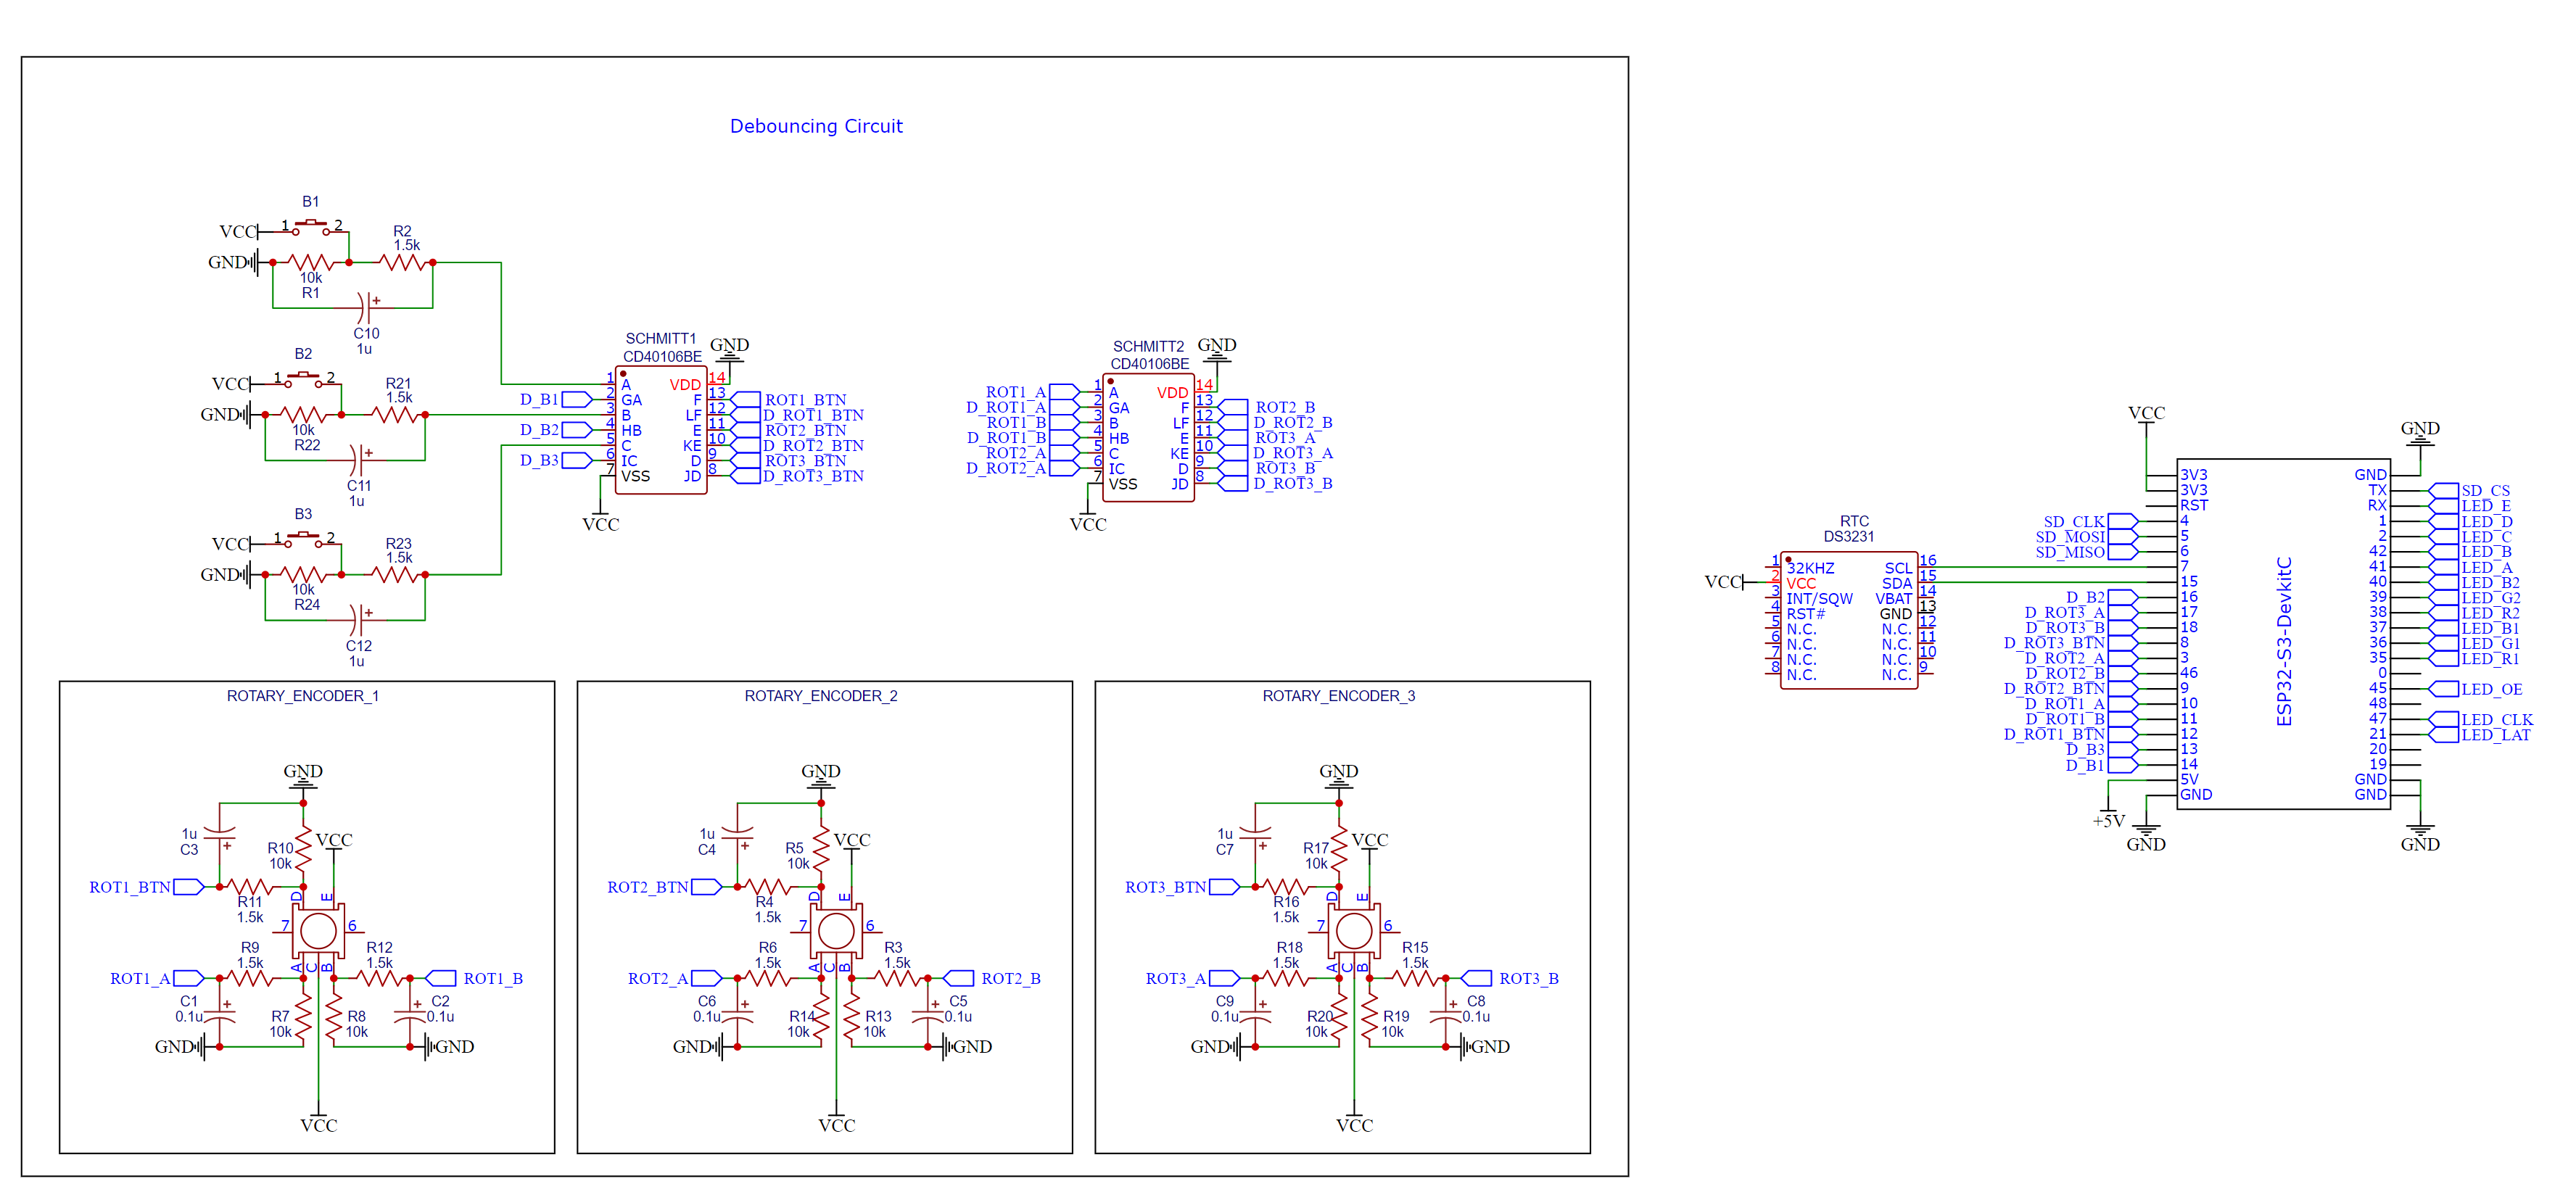 Debouncing Circuit
B1
VCC
1
2
R2
1.5k
GND
10k
R1
C10
1u
B2
VCC
1
2
R21
1.5k
GND
10k
R22
C11
1u
B3
VCC
1
2
R23
1.5k
GND
10k
R24
C12
1u
SCHMITT1
CD40106BE
GND
1 A VDD 14
D_B1 2 GA F 13 ROT1_BTN
3 B LF 12 D_ROT1_BTN
D_B2 4 HB E 11 ROT2_BTN
5 C KE 10 D_ROT2_BTN
D_B3 6 IC D 9 ROT3_BTN
7 VSS JD 8 D_ROT3_BTN
VCC
SCHMITT2
CD40106BE
GND
ROT1_A 1 A VDD 14
D_ROT1_A 2 GA F 13 ROT2_B
ROT1_B 3 B LF 12 D_ROT2_B
D_ROT1_B 4 HB E 11 ROT3_A
ROT2_A 5 C KE 10 D_ROT3_A
D_ROT2_A 6 IC D 9 ROT3_B
7 VSS JD 8 D_ROT3_B
VCC
ROTARY_ENCODER_1
GND
1u
C3
R10
10k
VCC
ROT1_BTN
R11
1.5k
D E
7 6
R9
1.5k
A C B
R12
1.5k
ROT1_A
ROT1_B
C1
0.1u
R7
10k
R8
10k
C2
0.1u
GND
GND
VCC
ROTARY_ENCODER_2
GND
1u
C4
R5
10k
VCC
ROT2_BTN
R4
1.5k
D E
7 6
R6
1.5k
A C B
R3
1.5k
ROT2_A
ROT2_B
C6
0.1u
R14
10k
R13
10k
C5
0.1u
GND
GND
VCC
ROTARY_ENCODER_3
GND
1u
C7
R17
10k
VCC
ROT3_BTN
R16
1.5k
D E
7 6
R18
1.5k
A C B
R15
1.5k
ROT3_A
ROT3_B
C9
0.1u
R20
10k
R19
10k
C8
0.1u
GND
GND
VCC
RTC
DS3231
1 32KHZ SCL 16
VCC 2 VCC SDA 15
3 INT/SQW VBAT 14
4 RST# GND 13
5 N.C. N.C. 12
6 N.C. N.C. 11
7 N.C. N.C. 10
8 N.C. N.C. 9
VCC
GND
ESP32-S3-DevkitC
3V3 GND
3V3 TX SD_CS
RST RX LED_E
SD_CLK 4 1 LED_D
SD_MOSI 5 2 LED_C
SD_MISO 6 42 LED_B
7 41 LED_A
15 40 LED_B2
D_B2 16 39 LED_G2
D_ROT3_A 17 38 LED_R2
D_ROT3_B 18 37 LED_B1
D_ROT3_BTN 8 36 LED_G1
D_ROT2_A 3 35 LED_R1
D_ROT2_B 46 0
D_ROT2_BTN 9 45 LED_OE
D_ROT1_A 10 48
D_ROT1_B 11 47 LED_CLK
D_ROT1_BTN 12 21 LED_LAT
D_B3 13 20
D_B1 14 19
5V GND
GND GND
+5V
GND
GND